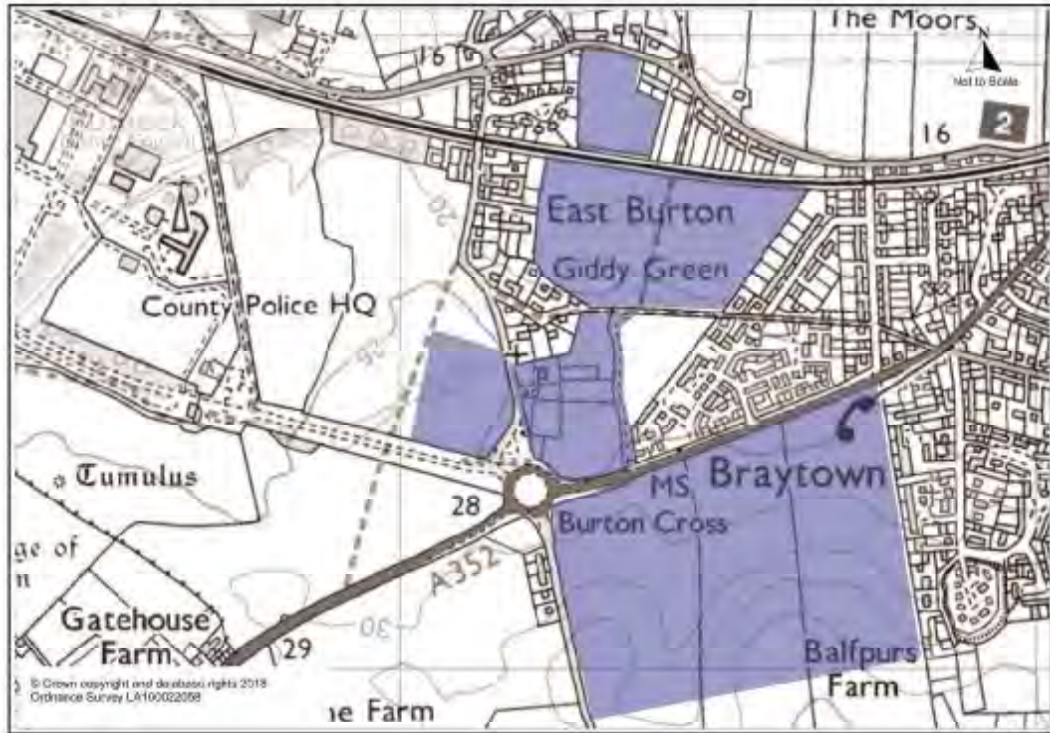 The Moors
N
Not to Scale
16
2
16
East Burton
20
Giddy Green
County Police HQ
Tumulus
Braytown
28
MS
Burton Cross
A352
ge of
Gatehouse
Farm
29
30
Balfpurs
Farm
© Crown copyright and database rights 2018
Ordnance Survey LA100022058
ne Farm